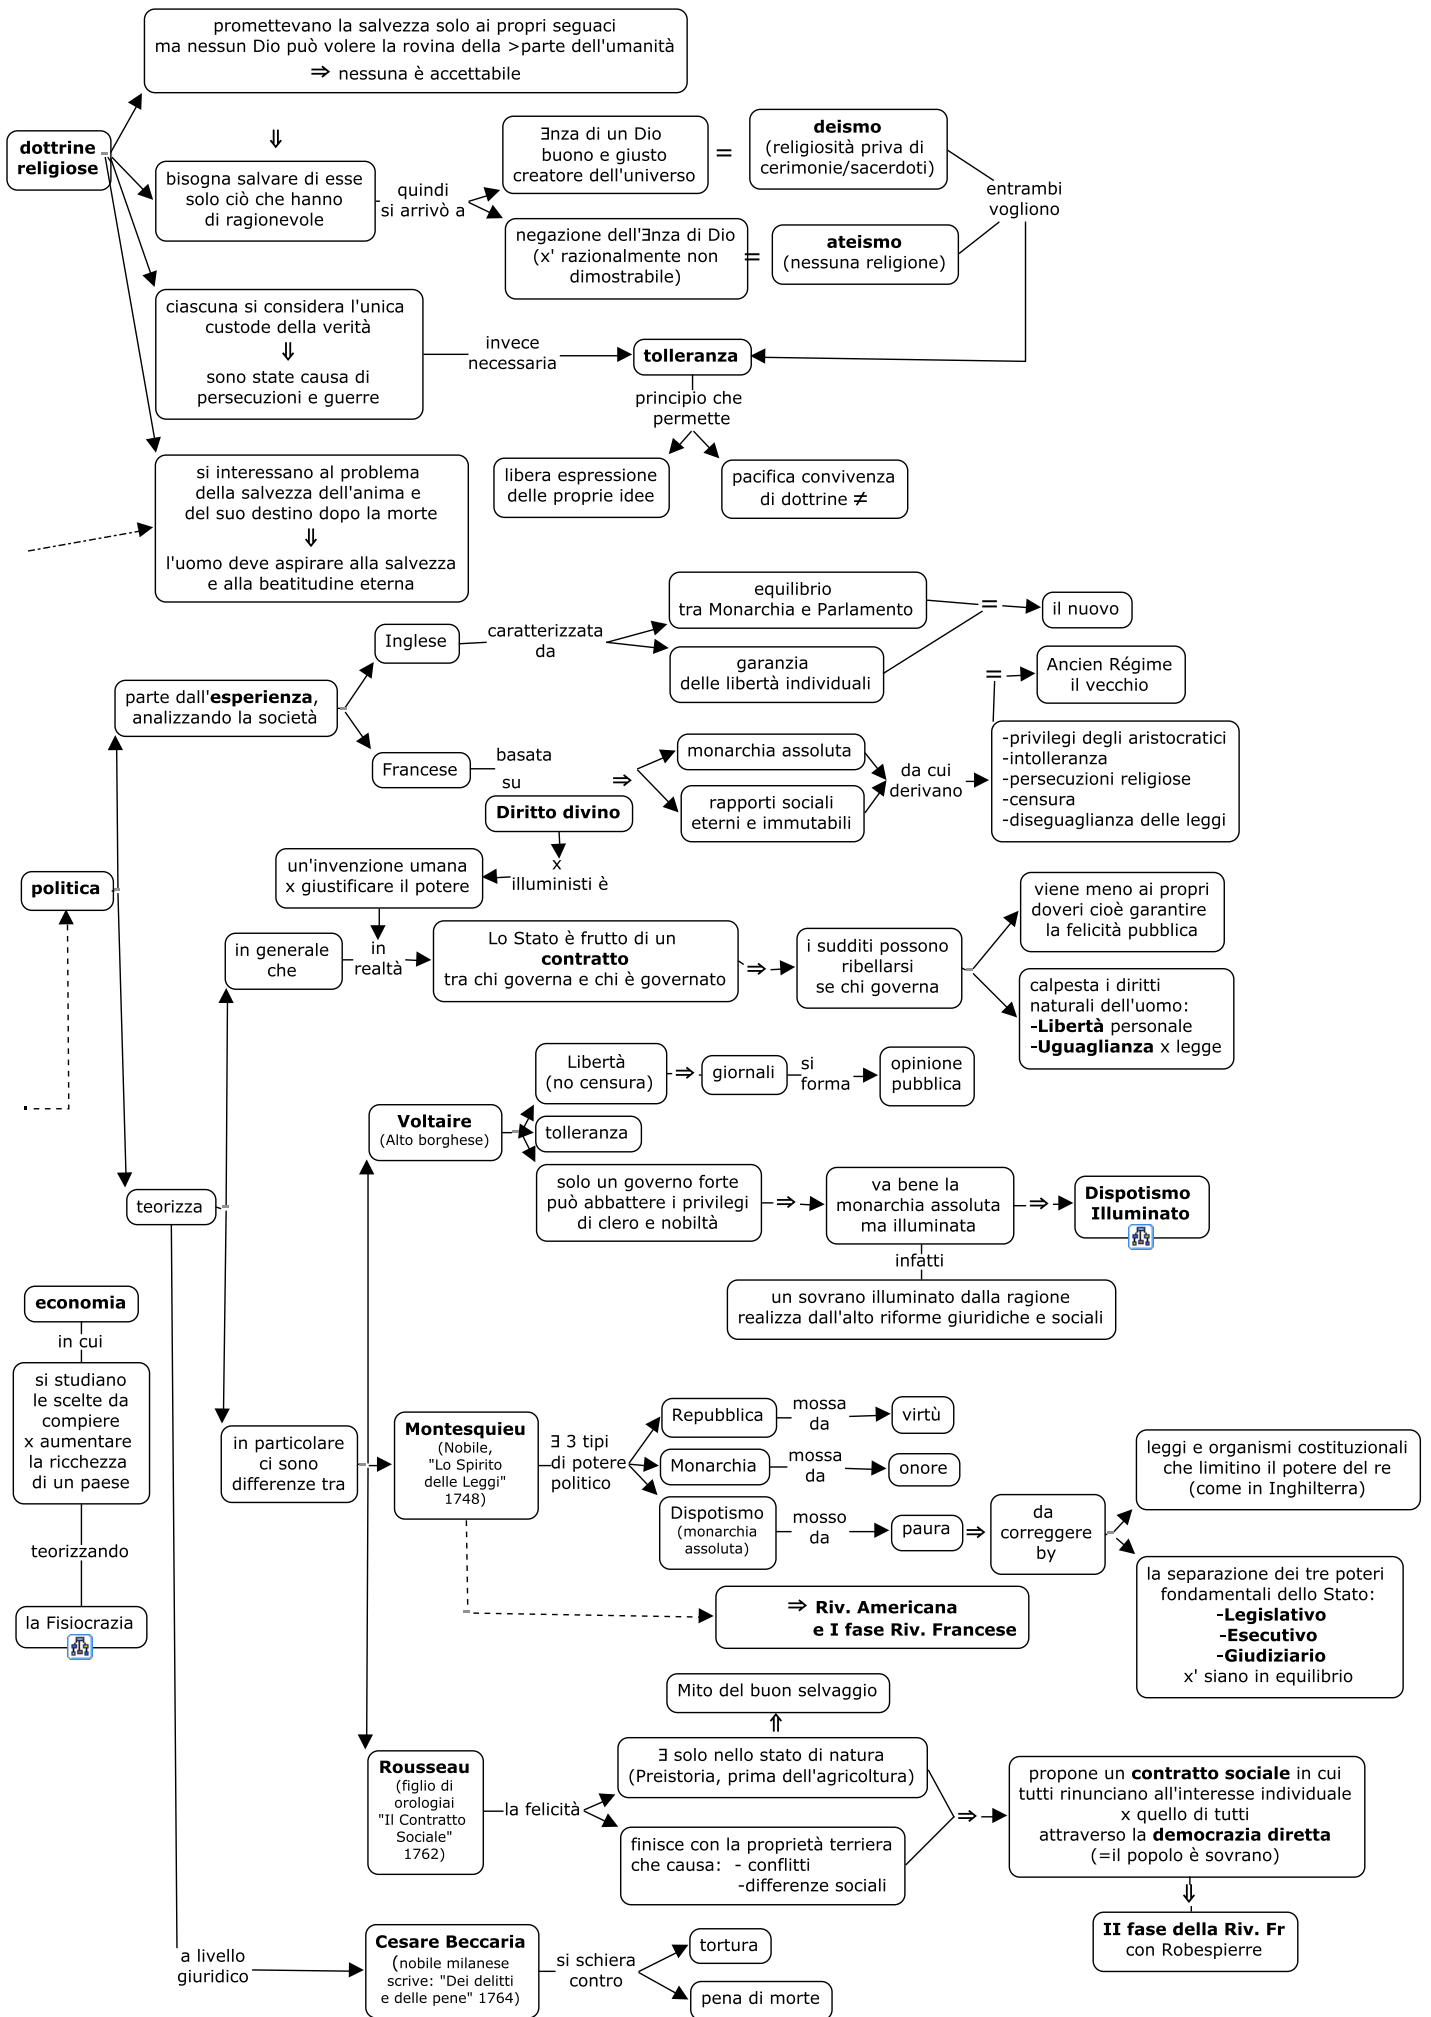 promettevano la salvezza solo ai propri seguaci
ma nessun Dio può volere la rovina della >parte dell'umanità
⇒ nessuna è accettabile
dottrine
religiose
⇓
bisogna salvare di esse
solo ciò che hanno
di ragionevole
quindi
si arrivò a
∃nza di un Dio
buono e giusto
creatore dell'universo
=
deismo
(religiosità priva di
cerimonie/sacerdoti)
negazione dell'∃nza di Dio
(x' razionalmente non
dimostrabile)
=
ateismo
(nessuna religione)
entrambi
vogliono
ciascuna si considera l'unica
custode della verità
⇓
sono state causa di
persecuzioni e guerre
invece
necessaria
tolleranza
principio che
permette
libera espressione
delle proprie idee
pacifica convivenza
di dottrine ≠
si interessano al problema
della salvezza dell'anima e
del suo destino dopo la morte
⇓
l'uomo deve aspirare alla salvezza
e alla beatitudine eterna
politica
parte dall'esperienza,
analizzando la società
Inglese
caratterizzata
da
equilibrio
tra Monarchia e Parlamento
garanzia
delle libertà individuali
=
il nuovo
Francese
basata
su
Diritto divino
⇒
monarchia assoluta
rapporti sociali
eterni e immutabili
da cui
derivano
-privilegi degli aristocratici
-intolleranza
-persecuzioni religiose
-censura
-diseguaglianza delle leggi
=
Ancien Régime
il vecchio
x
illuministi è
un'invenzione umana
x giustificare il potere
teorizza
in generale
che
in
realtà
Lo Stato è frutto di un
contratto
tra chi governa e chi è governato
⇒
i sudditi possono
ribellarsi
se chi governa
viene meno ai propri
doveri cioè garantire
la felicità pubblica
calpesta i diritti
naturali dell'uomo:
-Libertà personale
-Uguaglianza x legge
in particolare
ci sono
differenze tra
Voltaire
(Alto borghese)
Libertà
(no censura)
⇒
giornali
si
forma
opinione
pubblica
tolleranza
solo un governo forte
può abbattere i privilegi
di clero e nobiltà
⇒
va bene la
monarchia assoluta
ma illuminata
⇒
Dispotismo
Illuminato
infatti
un sovrano illuminato dalla ragione
realizza dall'alto riforme giuridiche e sociali
economia
in cui
si studiano
le scelte da
compiere
x aumentare
la ricchezza
di un paese
teorizzando
la Fisiocrazia
Montesquieu
(Nobile,
"Lo Spirito
delle Leggi"
1748)
∃ 3 tipi
di potere
politico
Repubblica
mossa
da
virtù
Monarchia
mossa
da
onore
Dispotismo
(monarchia
assoluta)
mosso
da
paura
⇒
da
correggere
by
leggi e organismi costituzionali
che limitino il potere del re
(come in Inghilterra)
la separazione dei tre poteri
fondamentali dello Stato:
-Legislativo
-Esecutivo
-Giudiziario
x' siano in equilibrio
⇒ Riv. Americana
e I fase Riv. Francese
Rousseau
(figlio di
orologiai
"Il Contratto
Sociale"
1762)
la felicità
Mito del buon selvaggio
⇑
∃ solo nello stato di natura
(Preistoria, prima dell'agricoltura)
finisce con la proprietà terriera
che causa: - conflitti
-differenze sociali
⇒
propone un contratto sociale in cui
tutti rinunciano all'interesse individuale
x quello di tutti
attraverso la democrazia diretta
(=il popolo è sovrano)
⇓
II fase della Riv. Fr
con Robespierre
a livello
giuridico
Cesare Beccaria
(nobile milanese
scrive: "Dei delitti
e delle pene" 1764)
si schiera
contro
tortura
pena di morte